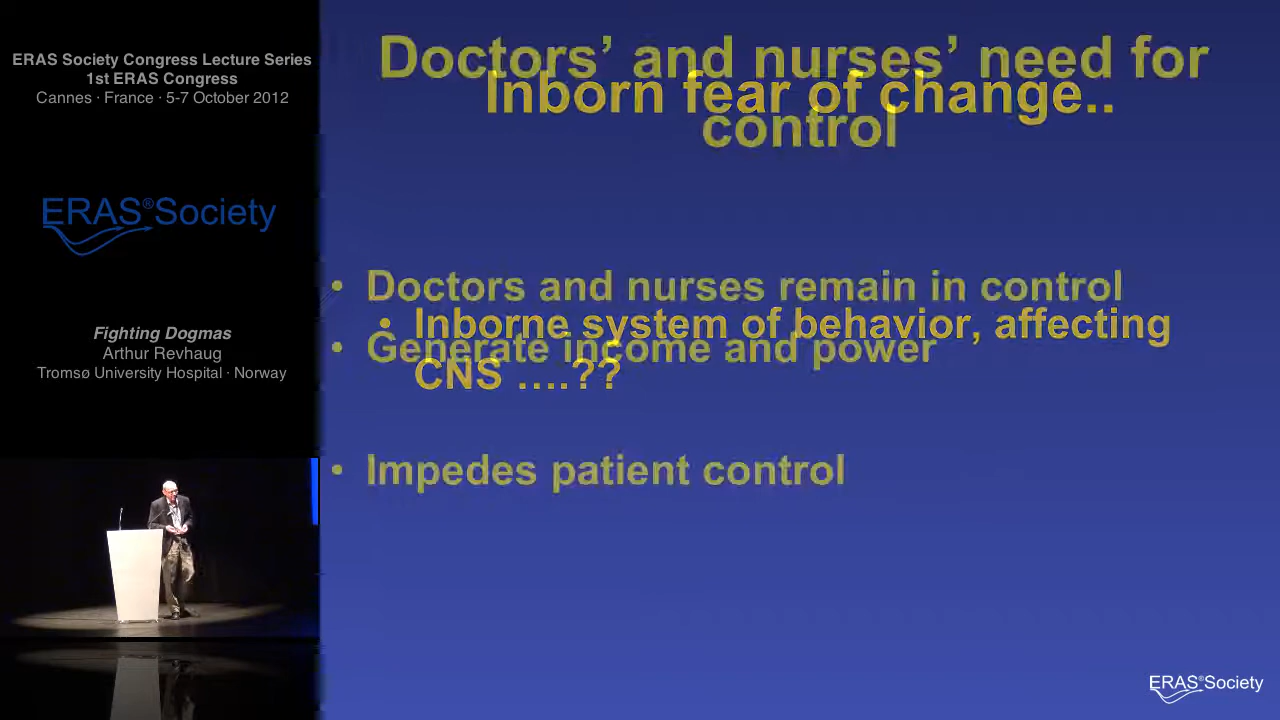 ERAS Society Congress Lecture Series
1st ERAS Congress
Cannes · France · 5-7 October 2012
ERAS®Society
Fighting Dogmas
Arthur Revhaug
Tromsø University Hospital · Norway
Doctors’ and nurses’ need for
control
Inborn fear of change..
• Doctors and nurses remain in control
• Generate income and power
• Impedes patient control
• Inborne system of behavior, affecting
CNS ....??
ERAS®Society